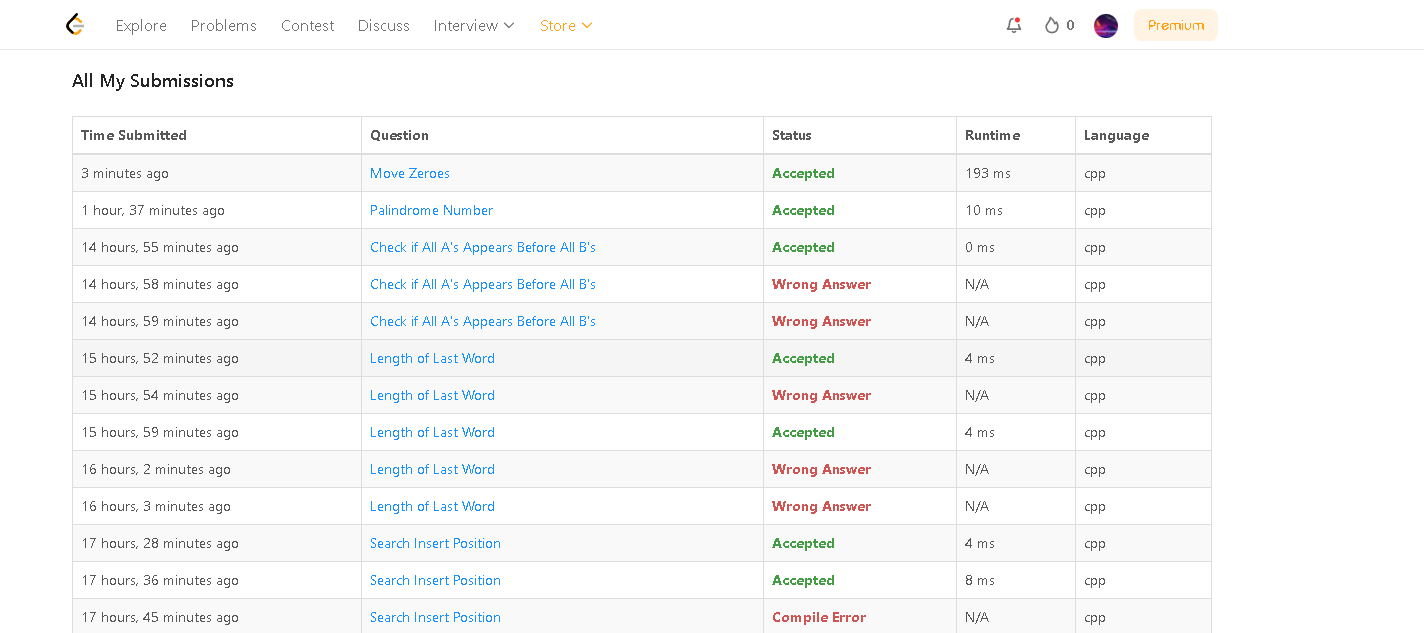 Explore Problems Contest Discuss Interview Store 0 Premium
All My Submissions
Time Submitted Question Status Runtime Language
3 minutes ago Move Zeroes Accepted 193 ms cpp
1 hour, 37 minutes ago Palindrome Number Accepted 10 ms cpp
14 hours, 55 minutes ago Check if All A's Appears Before All B's Accepted 0 ms cpp
14 hours, 58 minutes ago Check if All A's Appears Before All B's Wrong Answer N/A cpp
14 hours, 59 minutes ago Check if All A's Appears Before All B's Wrong Answer N/A cpp
15 hours, 52 minutes ago Length of Last Word Accepted 4 ms cpp
15 hours, 54 minutes ago Length of Last Word Wrong Answer N/A cpp
15 hours, 59 minutes ago Length of Last Word Accepted 4 ms cpp
16 hours, 2 minutes ago Length of Last Word Wrong Answer N/A cpp
16 hours, 3 minutes ago Length of Last Word Wrong Answer N/A cpp
17 hours, 28 minutes ago Search Insert Position Accepted 4 ms cpp
17 hours, 36 minutes ago Search Insert Position Accepted 8 ms cpp
17 hours, 45 minutes ago Search Insert Position Compile Error N/A cpp